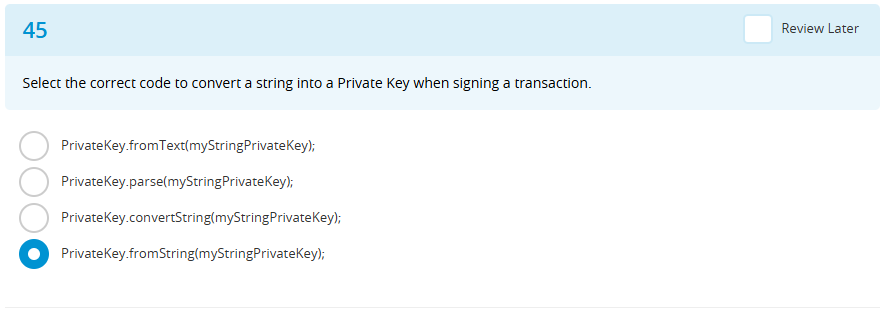 45
Review Later
Select the correct code to convert a string into a Private Key when signing a transaction.
PrivateKey.fromText(myStringPrivateKey);
PrivateKey.parse(myStringPrivateKey);
PrivateKey.convertString(myStringPrivateKey);
PrivateKey.fromString(myStringPrivateKey);